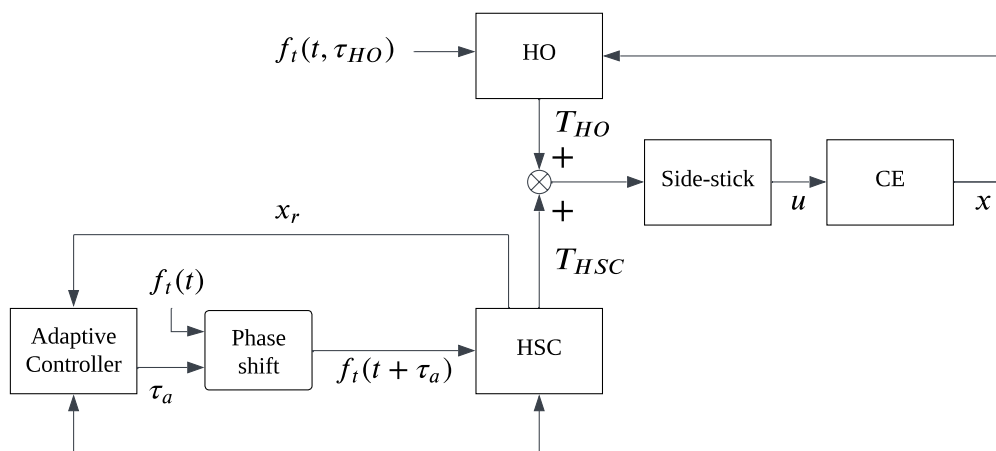 f_t(t, τ_HO)
HO
T_HO
+
Side-stick
CE
u
x
+
x_r
T_HSC
f_t(t)
Adaptive
Controller
Phase
shift
HSC
τ_a
f_t(t + τ_a)